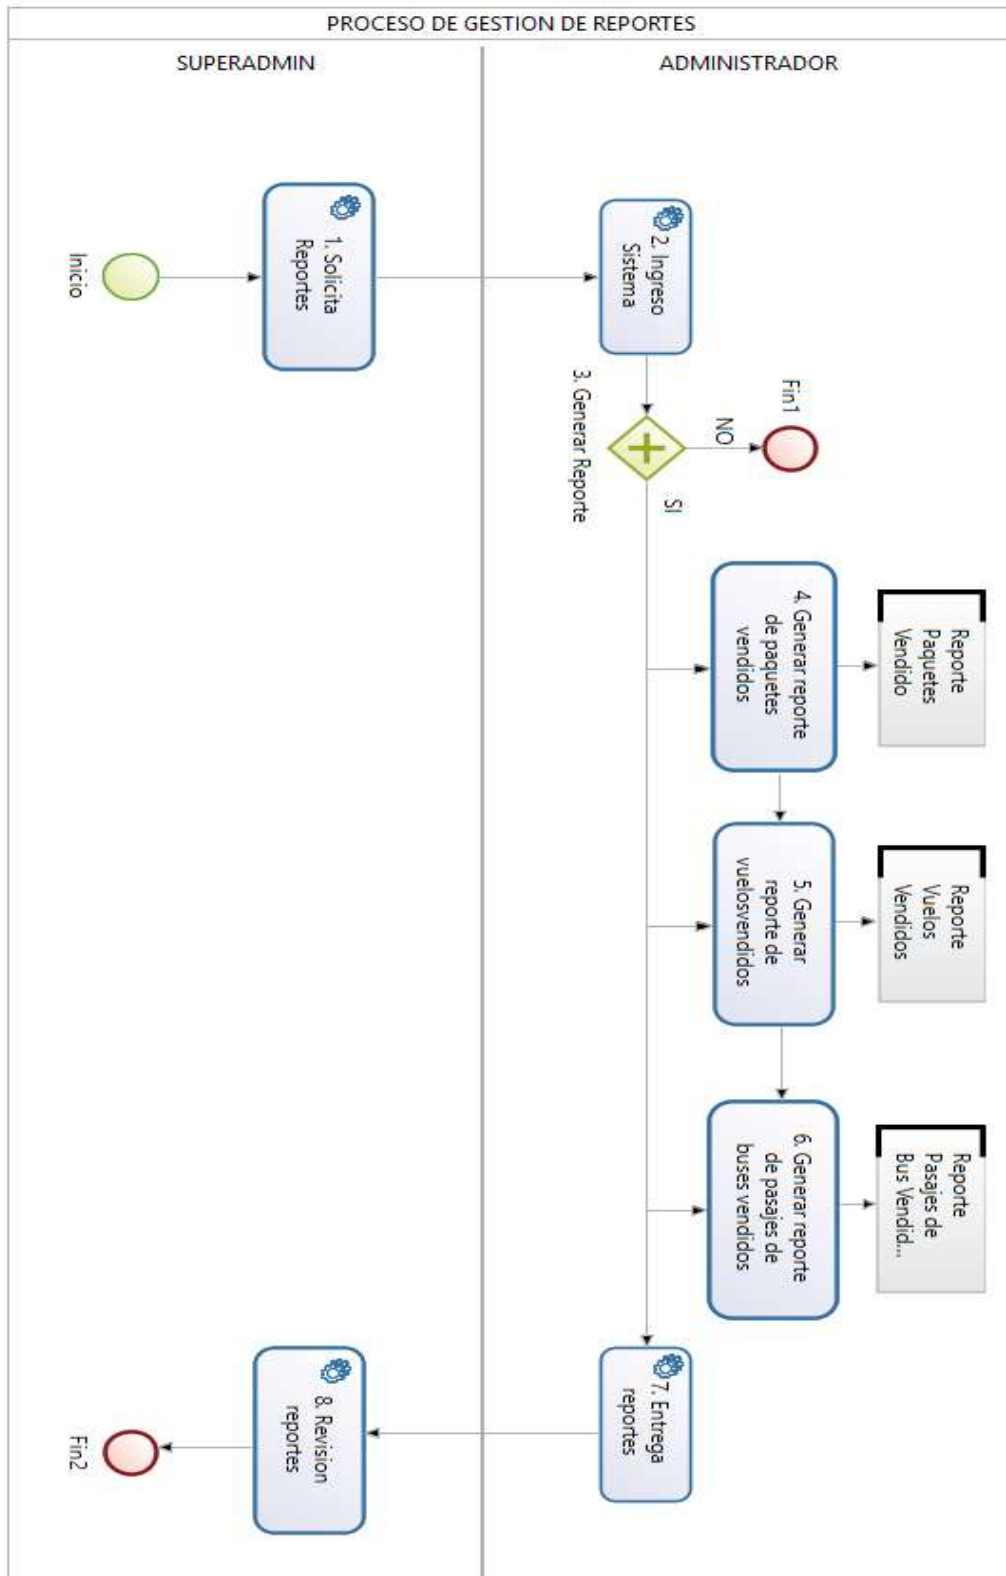 PROCESO DE GESTION DE REPORTES
SUPERADMIN
ADMINISTRADOR
Inicio
1. Solicita
Reportes
2. Ingreso
Sistema
3. Generar Reporte
NO
Fin1
SI
4. Generar reporte
de paquetes
vendidos
Reporte
Paquetes
Vendido
5. Generar
reporte de
vuelosvendidos
Reporte
Vuelos
Vendidos
6. Generar reporte
de pasajes de
buses vendidos
Reporte
Pasajes de
Bus Vendid...
7. Entrega
reportes
8. Revision
reportes
Fin2